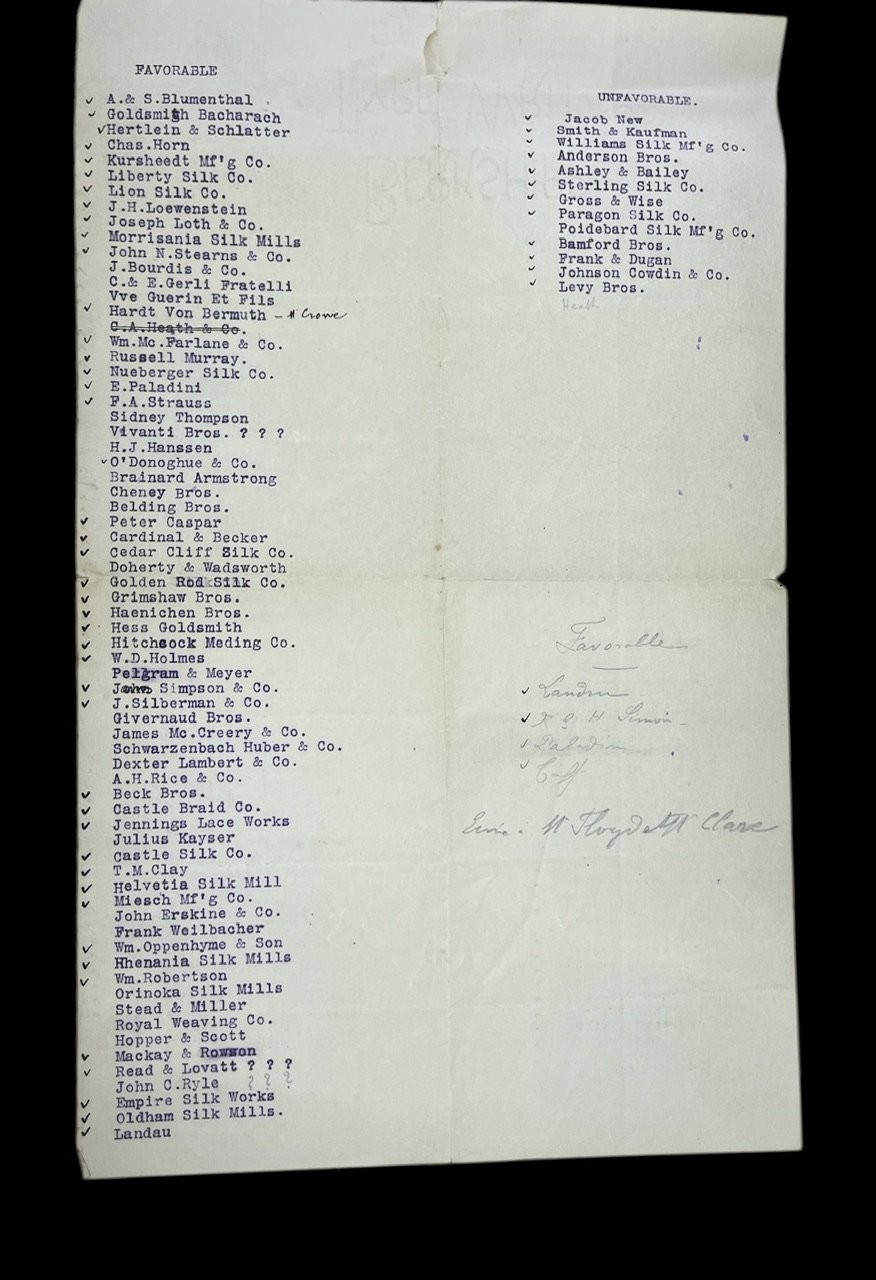 FAVORABLE
✓ A.& S.Blumenthal
✓ Goldsmith Bacharach
✓ Hertlein & Schlatter
✓ Chas.Horn
✓ Kursheedt Mf'g Co.
✓ Liberty Silk Co.
✓ Lion Silk Co.
✓ J.H.Loewenstein
✓ Joseph Loth & Co.
✓ Morrisania Silk Mills
✓ John N.Stearns & Co.
J.Bourdis & Co.
C.& E.Gerli Fratelli
Vve Guerin Et Fils
✓ Hardt Von Bermuth - Crowe
C.A.Heath & Co.
✓ Wm.Mc.Farlane & Co.
✓ Russell Murray.
✓ Nueberger Silk Co.
✓ E.Paladini
✓ F.A.Strauss
Sidney Thompson
Vivanti Bros. ? ? ?
H.J.Hanssen
✓ O'Donoghue & Co.
Brainard Armstrong
Cheney Bros.
Belding Bros.
✓ Peter Caspar
✓ Cardinal & Becker
✓ Cedar Cliff Silk Co.
Doherty & Wadsworth
✓ Golden Rod Silk Co.
✓ Grimshaw Bros.
✓ Haenichen Bros.
✓ Hess Goldsmith
✓ Hitchcock Meding Co.
✓ W.D.Holmes
Pelgram & Meyer
✓ John Simpson & Co.
✓ J.Silberman & Co.
Givernaud Bros.
James Mc.Creery & Co.
Schwarzenbach Huber & Co.
Dexter Lambert & Co.
A.H.Rice & Co.
✓ Beck Bros.
✓ Castle Braid Co.
✓ Jennings Lace Works
Julius Kayser
✓ Castle Silk Co.
✓ T.M.Clay
✓ Helvetia Silk Mill
✓ Miesch Mf'g Co.
John Erskine & Co.
Frank Weilbacher
✓ Wm.Oppenhyme & Son
✓ Rhenania Silk Mills
✓ Wm.Robertson
Orinoka Silk Mills
Stead & Miller
Royal Weaving Co.
Hopper & Scott
✓ Mackay & Rowson
✓ Read & Lovatt ? ? ?
John C.Ryle ? ? ?
✓ Empire Silk Works
✓ Oldham Silk Mills.
✓ Landau
UNFAVORABLE.
✓ Jacob New
✓ Smith & Kaufman
✓ Williams Silk Mf'g Co.
✓ Anderson Bros.
✓ Ashley & Bailey
✓ Sterling Silk Co.
✓ Gross & Wise
✓ Paragon Silk Co.
Poidebard Silk Mf'g Co.
✓ Bamford Bros.
✓ Frank & Dugan
✓ Johnson Cowdin & Co.
✓ Levy Bros.
Heath
Favorable
✓ Landau
✓ R & H Simon
✓ Paladini
✓
Floyd Clare